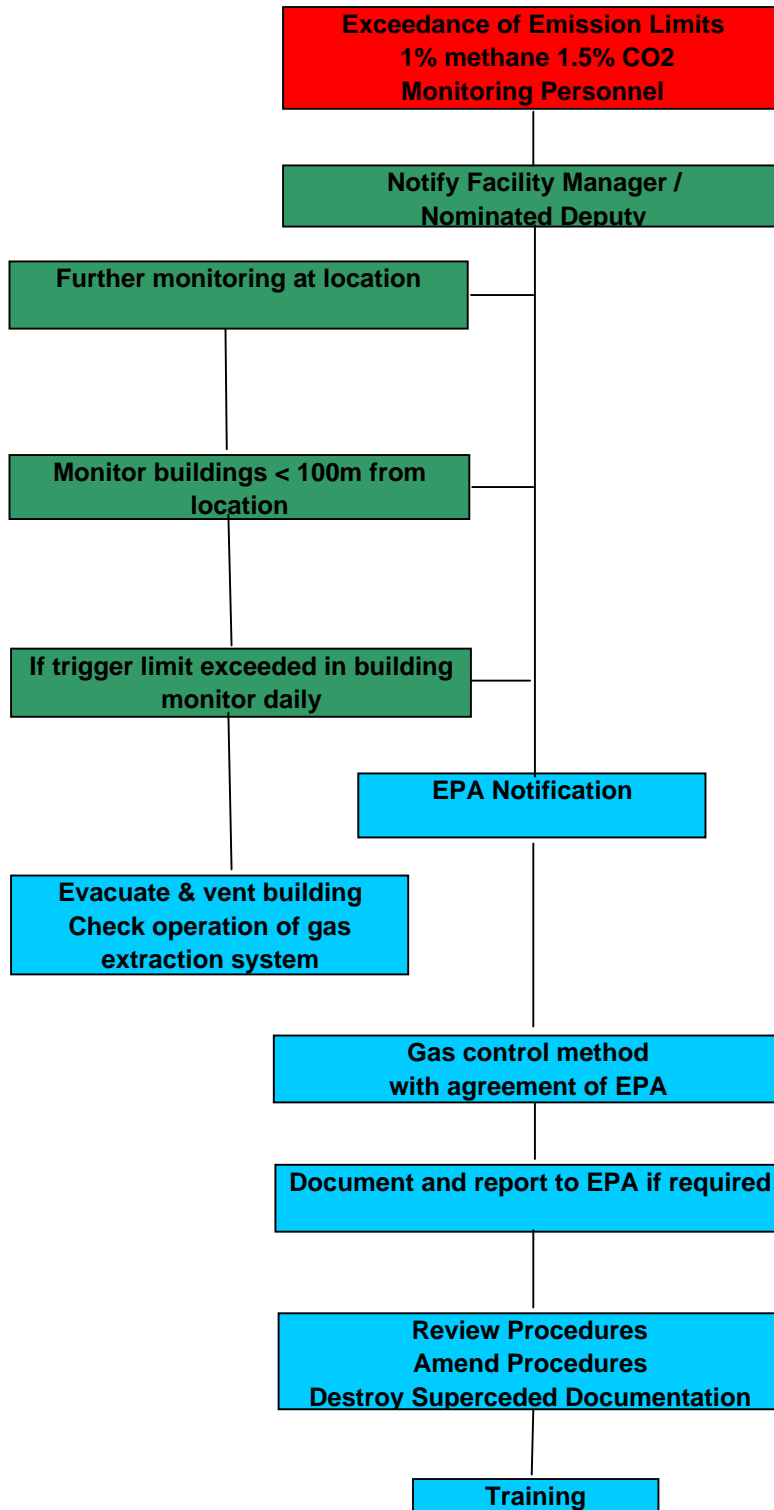 Exceedance of Emission Limits
1% methane 1.5% CO2
Monitoring Personnel
Notify Facility Manager /
Nominated Deputy
Further monitoring at location
Monitor buildings < 100m from
location
If trigger limit exceeded in building
monitor daily
EPA Notification
Evacuate & vent building
Check operation of gas
extraction system
Gas control method
with agreement of EPA
Document and report to EPA if required
Review Procedures
Amend Procedures
Destroy Superceded Documentation
Training